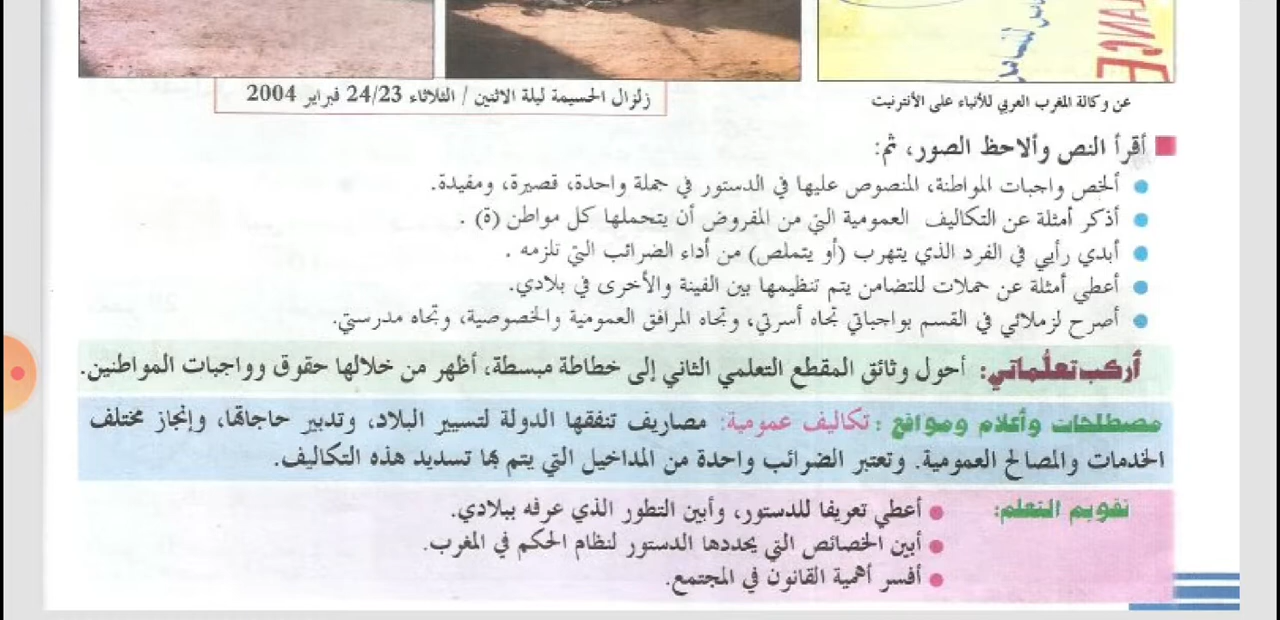 زلزال الحسيمة ليلة الاثنين / الثلاثاء 24/23 فبراير 2004
عن وكالة المغرب العربي للأنباء على الأنترنيت
أقرأ النص وألاحظ الصور، ثم:
ألخص واجبات المواطنة، المنصوص عليها في الدستور في جملة واحدة، قصيرة، ومفيدة.
أذكر أمثلة عن التكاليف العمومية التي من المفروض أن يتحملها كل مواطن (ة) .
أبدي رأيي في الفرد الذي يتهرب (أو يتملص) من أداء الضرائب التي تلزمه .
أعطي أمثلة عن حملات للتضامن يتم تنظيمها بين الفينة والأخرى في بلادي.
أصرح لزملائي في القسم بواجباتي تجاه أسرتي، وتجاه المرافق العمومية والخصوصية، وتجاه مدرستي.
أركب تعلماتي: أحول وثائق المقطع التعلمي الثاني إلى خطاطة مبسطة، أظهر من خلالها حقوق وواجبات المواطنين.
مصطلحات وأعلام ومواقع : تكاليف عمومية: مصاريف تنفقها الدولة لتسيير البلاد، وتدبير حاجاتها، وإنجاز مختلف
الخدمات والمصالح العمومية. وتعتبر الضرائب واحدة من المداخيل التي يتم بها تسديد هذه التكاليف.
تقويم التعلم: أعطي تعريفا للدستور، وأبين التطور الذي عرفه ببلادي.
أبين الخصائص التي يحددها الدستور لنظام الحكم في المغرب.
أفسر أهمية القانون في المجتمع.